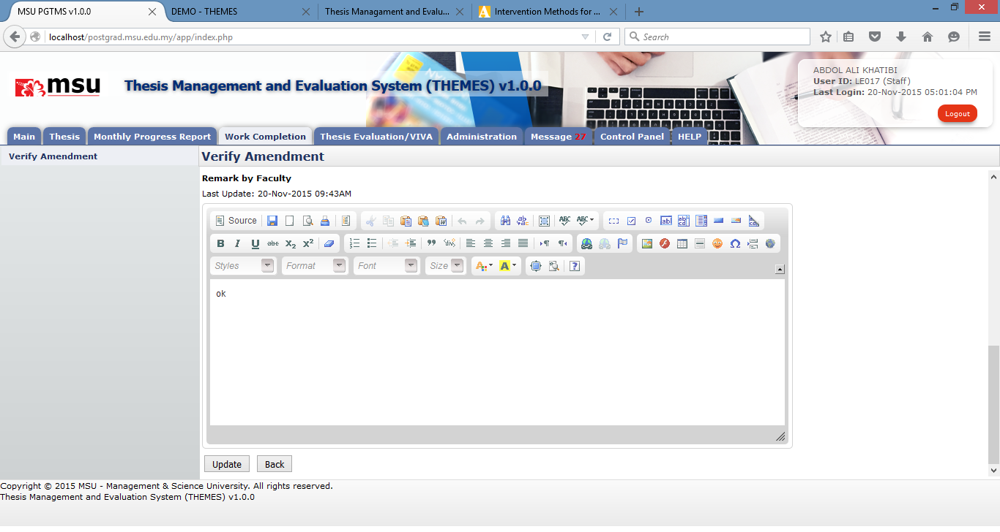 MSU PGTMS v1.0.0
DEMO - THEMES
Thesis Managament and Evalu...
Intervention Methods for ...
localhost/postgrad.msu.edu.my/app/index.php
Search
msu
Thesis Management and Evaluation System (THEMES) v1.0.0
ABDOL ALI KHATIBI
User ID: LE017 (Staff)
Last Login: 20-Nov-2015 05:01:04 PM
Logout
Main
Thesis
Monthly Progress Report
Work Completion
Thesis Evaluation/VIVA
Administration
Message 27
Control Panel
HELP
Verify Amendment
Verify Amendment
Remark by Faculty
Last Update: 20-Nov-2015 09:43AM
Source
B I U abc X2 X2
Styles
Format
Font
Size
ok
Update
Back
Copyright © 2015 MSU - Management & Science University. All rights reserved.
Thesis Management and Evaluation System (THEMES) v1.0.0